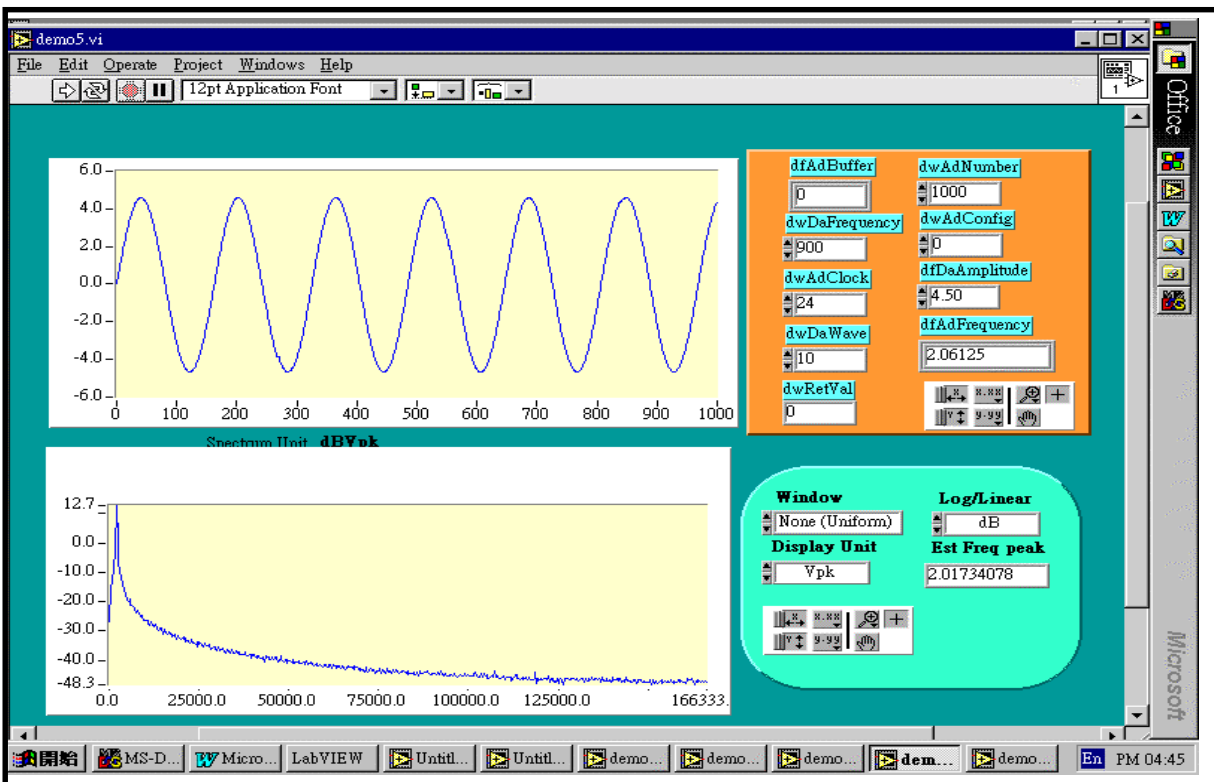 demo5.vi
File Edit Operate Project Windows Help
12pt Application Font
1
Office
6.0
4.0
2.0
0.0
-2.0
-4.0
-6.0
0 100 200 300 400 500 600 700 800 900 1000
dfAdBuffer
0
dwDaFrequency
900
dwAdClock
24
dwDaWave
10
dwRetVal
0
dwAdNumber
1000
dwAdConfig
0
dfDaAmplitude
4.50
dfAdFrequency
2.06125
X X.XX
Y Y.YY
Spectrum Unit dBVpk
12.7
0.0
-10.0
-20.0
-30.0
-40.0
-48.3
0.0 25000.0 50000.0 75000.0 100000.0 125000.0 166333.
Window
None (Uniform)
Display Unit
Vpk
Log/Linear
dB
Est Freq peak
2.01734078
X X.XX
Y Y.YY
Microsoft
開始 MS-D... Micro... LabVIEW Untitl... Untitl... demo... demo... demo... dem... demo... En PM 04:45